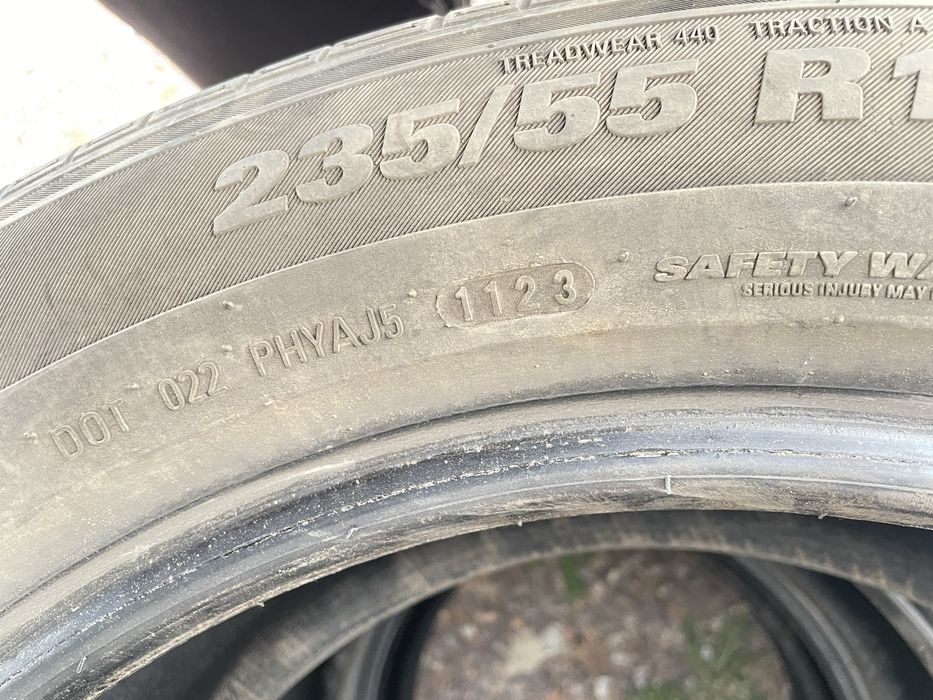 TREADWEAR 440 TRACTION A
235/55 R1
SAFETY WA
SERIOUS INJURY MAY
DOT 022 PHYAJ5 1123